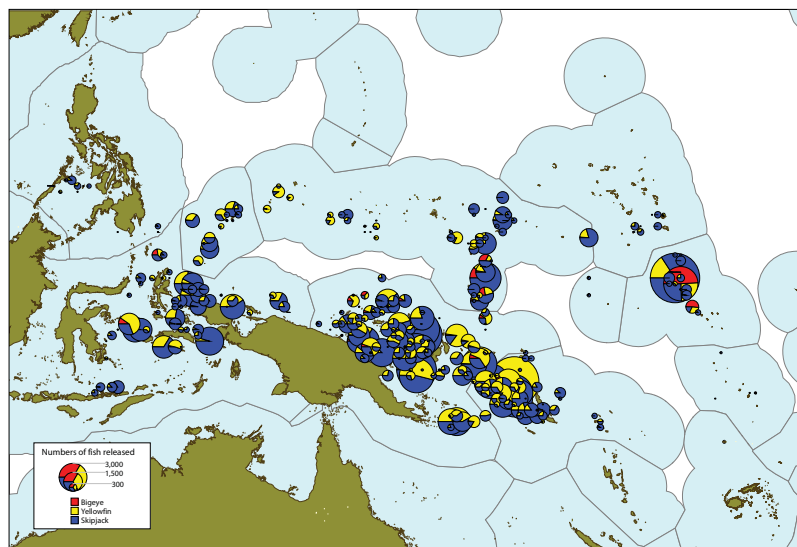 Numbers of fish released
3,000
1,500
300
Bigeye
Yellowfin
Skipjack